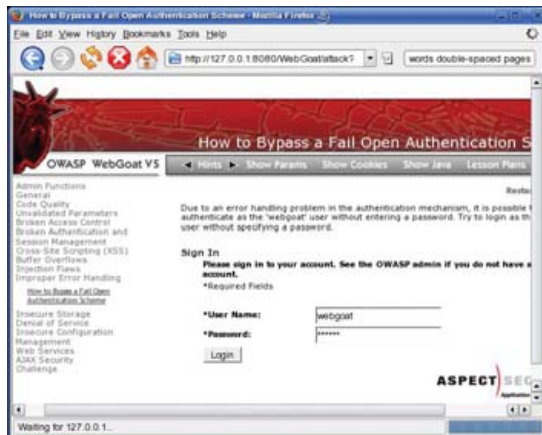 How to Bypass a Fail Open Authentication Scheme - Mozilla Firefox
File Edit View History Bookmarks Tools Help
http://127.0.0.1:8080/WebGoat/attack?
words double-spaced pages
How to Bypass a Fail Open Authentication S
OWASP WebGoat V5
Hints Show Params Show Cookies Show Java Lesson Plans
Admin Functions
General
Code Quality
Unvalidated Parameters
Broken Access Control
Broken Authentication and
Session Management
Cross-Site Scripting (XSS)
Buffer Overflows
Injection Flaws
Improper Error Handling
How to Bypass a Fail Open
Authentication Scheme
Insecure Storage
Denial of Service
Insecure Configuration
Management
Web Services
AJAX Security
Challenge
Resta
Due to an error handling problem in the authentication mechanism, it is possible t
authenticate as the 'webgoat' user without entering a password. Try to login as th
user without specifying a password.
Sign In
Please sign in to your account. See the OWASP admin if you do not have a
account.
*Required Fields
*User Name: webgoat
*Password: ******
Login
ASPECT SEC
Application
Waiting for 127.0.0.1...